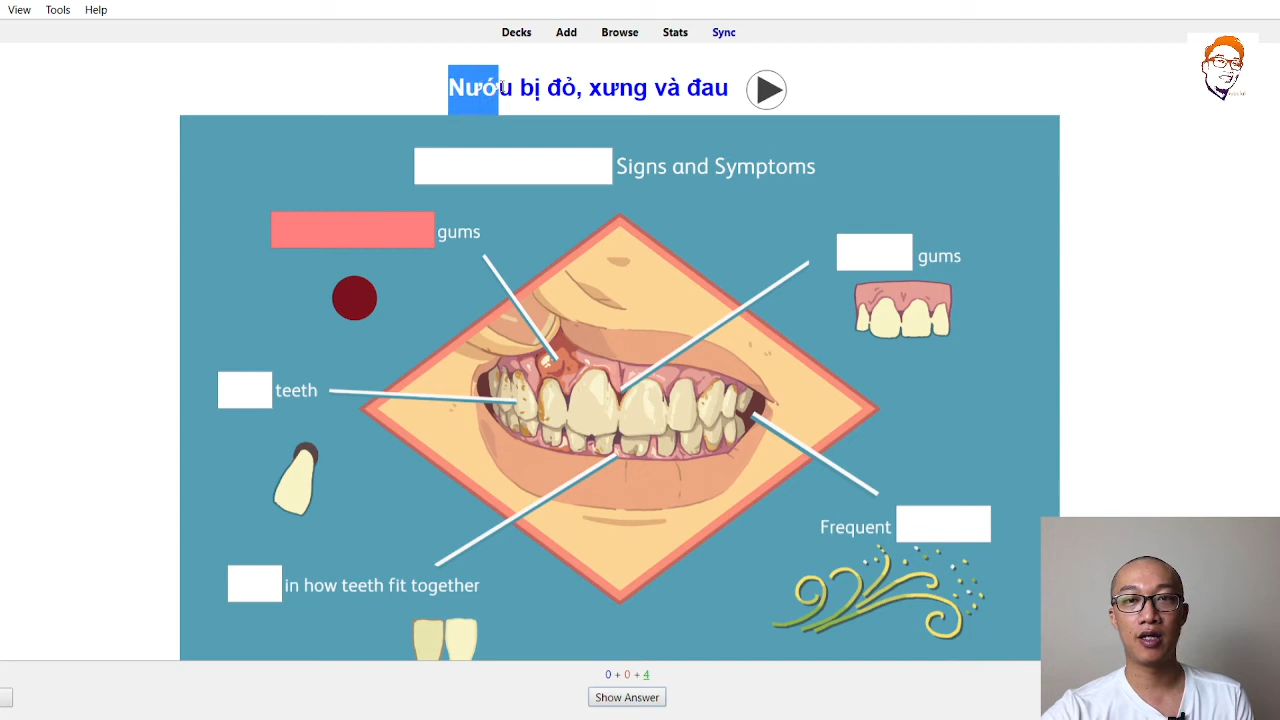 View Tools Help
Decks Add Browse Stats Sync
Nướu bị đỏ, xưng và đau
Signs and Symptoms
gums
gums
teeth
Frequent
in how teeth fit together
0 + 0 + 4
Show Answer